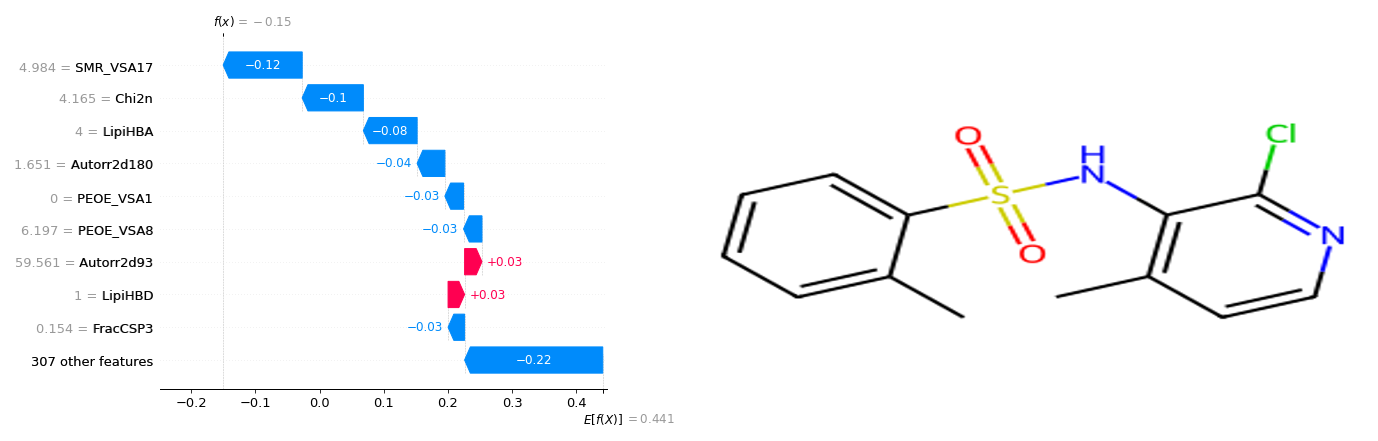 f(x) = −0.15
4.984 = SMR_VSA17
−0.12
4.165 = Chi2n
−0.1
4 = LipiHBA
−0.08
1.651 = Autorr2d180
−0.04
0 = PEOE_VSA1
−0.03
6.197 = PEOE_VSA8
−0.03
59.561 = Autorr2d93
+0.03
1 = LipiHBD
+0.03
0.154 = FracCSP3
−0.03
307 other features
−0.22
−0.2 −0.1 0.0 0.1 0.2 0.3 0.4
E[f(X)] = 0.441
O
S
O
H
N
Cl
N